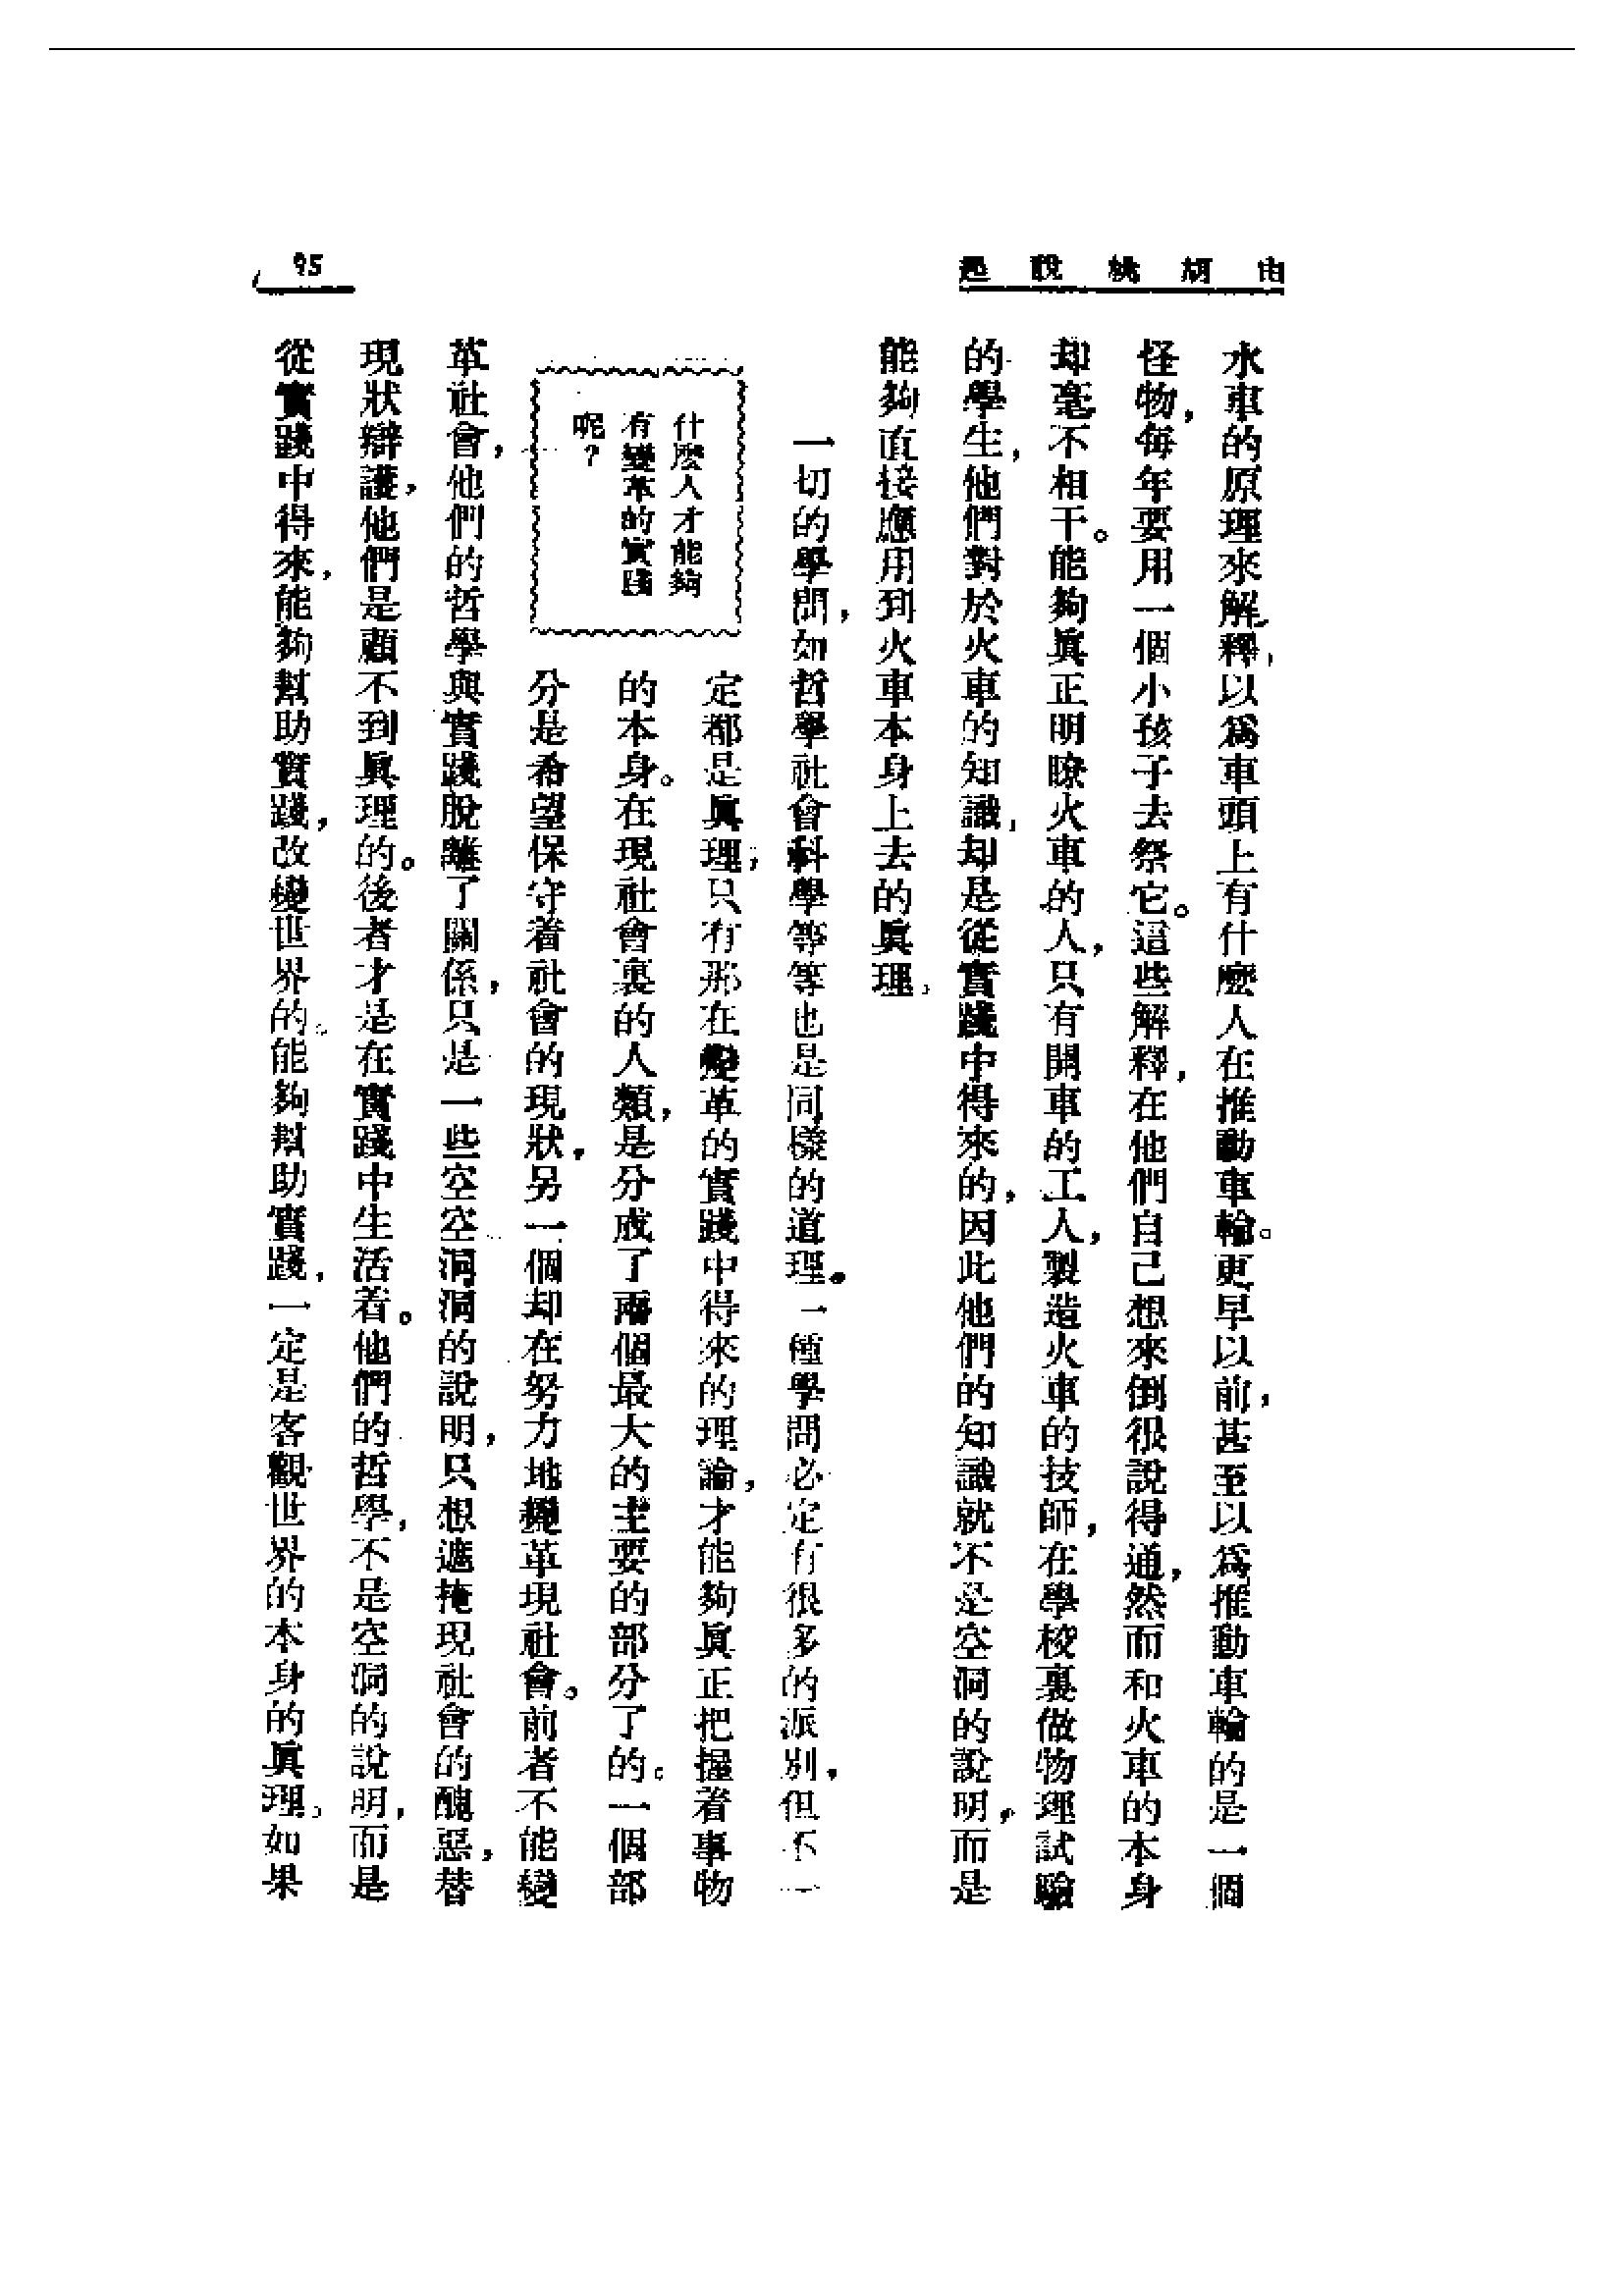 由胡桃說起
95
水車的原理來解釋，以爲車頭上有什麼人在推動車輪。更早以前，甚至以爲推動車輪的是一個
怪物，每年要用一個小孩子去祭它。這些解釋，在他們自己想來倒很說得通，然而和火車的本身
却毫不相干。能夠眞正明瞭火車的人，只有開車的工人，製造火車的技師，在學校裏做物理試驗
的學生，他們對於火車的知識，却是從實踐中得來的，因此他們的知識就不是空洞的說明，而是
能夠直接應用到火車本身上去的眞理。
一切的學問，如哲學社會科學等等也是同樣的道理。一種學問必定有很多的派別，但不一
定都是眞理，只有那在變革的實踐中得來的理論，才能夠眞正把握着事物
的本身。在現社會裏的人類，是分成了兩個最大的主要的部分了的。一個部
分是希望保守着社會的現狀，另一個却在努力地變革現社會。前者不能變
什麼人才能夠
有變革的實踐
呢？
革社會，他們的哲學與實踐脫離了關係，只是一些空空洞洞的說明，只想遮掩現社會的醜惡，替
現狀辯護，他們是顧不到眞理的。後者才是在實踐中生活着。他們的哲學，不是空洞的說明，而是
從實踐中得來，能夠幫助實踐，改變世界的。能夠幫助實踐，一定是客觀世界的本身的眞理。如果